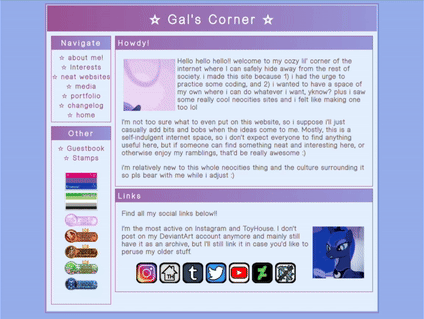 ☆ Gal's Corner ☆
Navigate
☆ about me!
☆ Interests
☆ neat websites
☆ media
☆ portfolio
☆ changelog
☆ home
Other
☆ Guestbook
☆ Stamps
Howdy!
Hello hello hello!! welcome to my cozy lil' corner of the
internet where i can safely hide away from the rest of
society. i made this site because 1) i had the urge to
practice some coding, and 2) i wanted to have a space of
my own where i can do whatever i want, yknow? plus i saw
some really cool neocities sites and i felt like making one
too lol
I'm not too sure what to even put on this website, so i suppose i'll just
casually add bits and bobs when the ideas come to me. Mostly, this is a
self-indulgent internet space, so i don't expect everyone to find anything
useful here, but if someone can find something neat and interesting here, or
otherwise enjoy my ramblings, that'd be really awesome :)
i'm relatively new to this whole neocities thing and the culture surrounding it
so pls bear with me while i adjust :)
Links
Find all my social links below!!
I'm the most active on Instagram and ToyHouse. I don't
post on my DeviantArt account anymore and mainly still
have it as an archive, but I'll still link it in case you'd like to
peruse my older stuff.